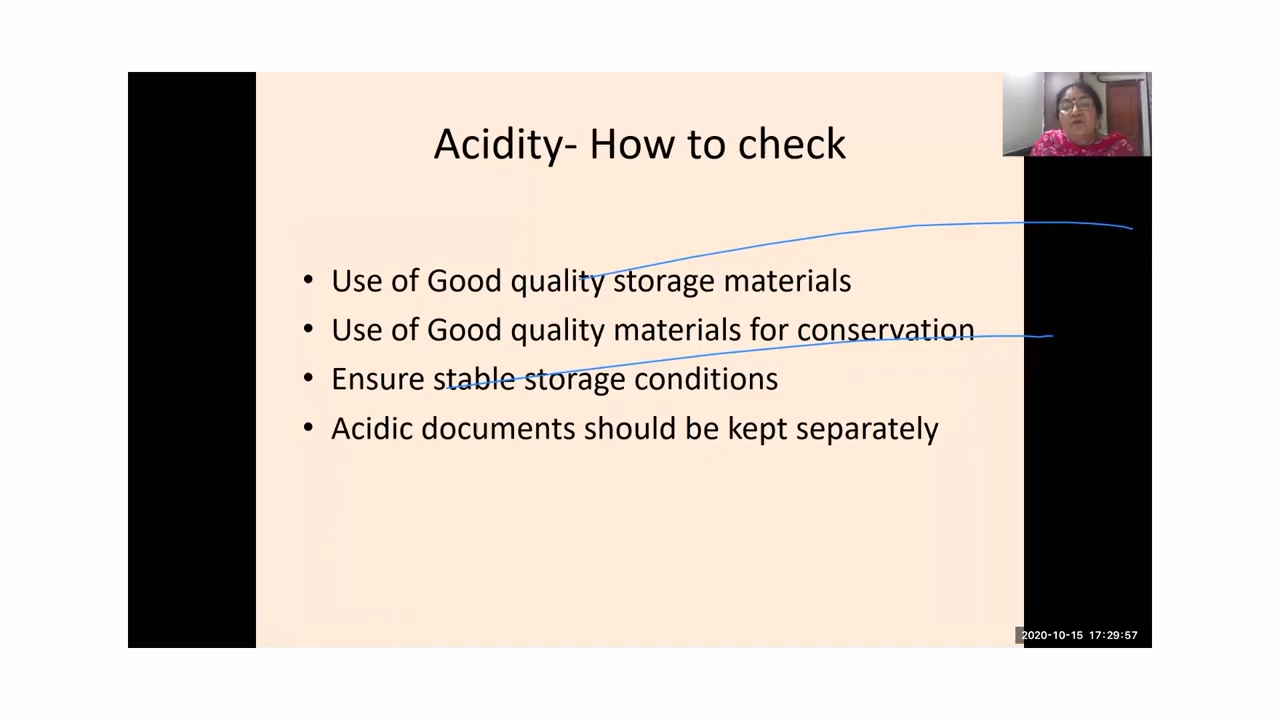 Acidity- How to check
• Use of Good quality storage materials
• Use of Good quality materials for conservation
• Ensure stable storage conditions
• Acidic documents should be kept separately
2020-10-15 17:29:57